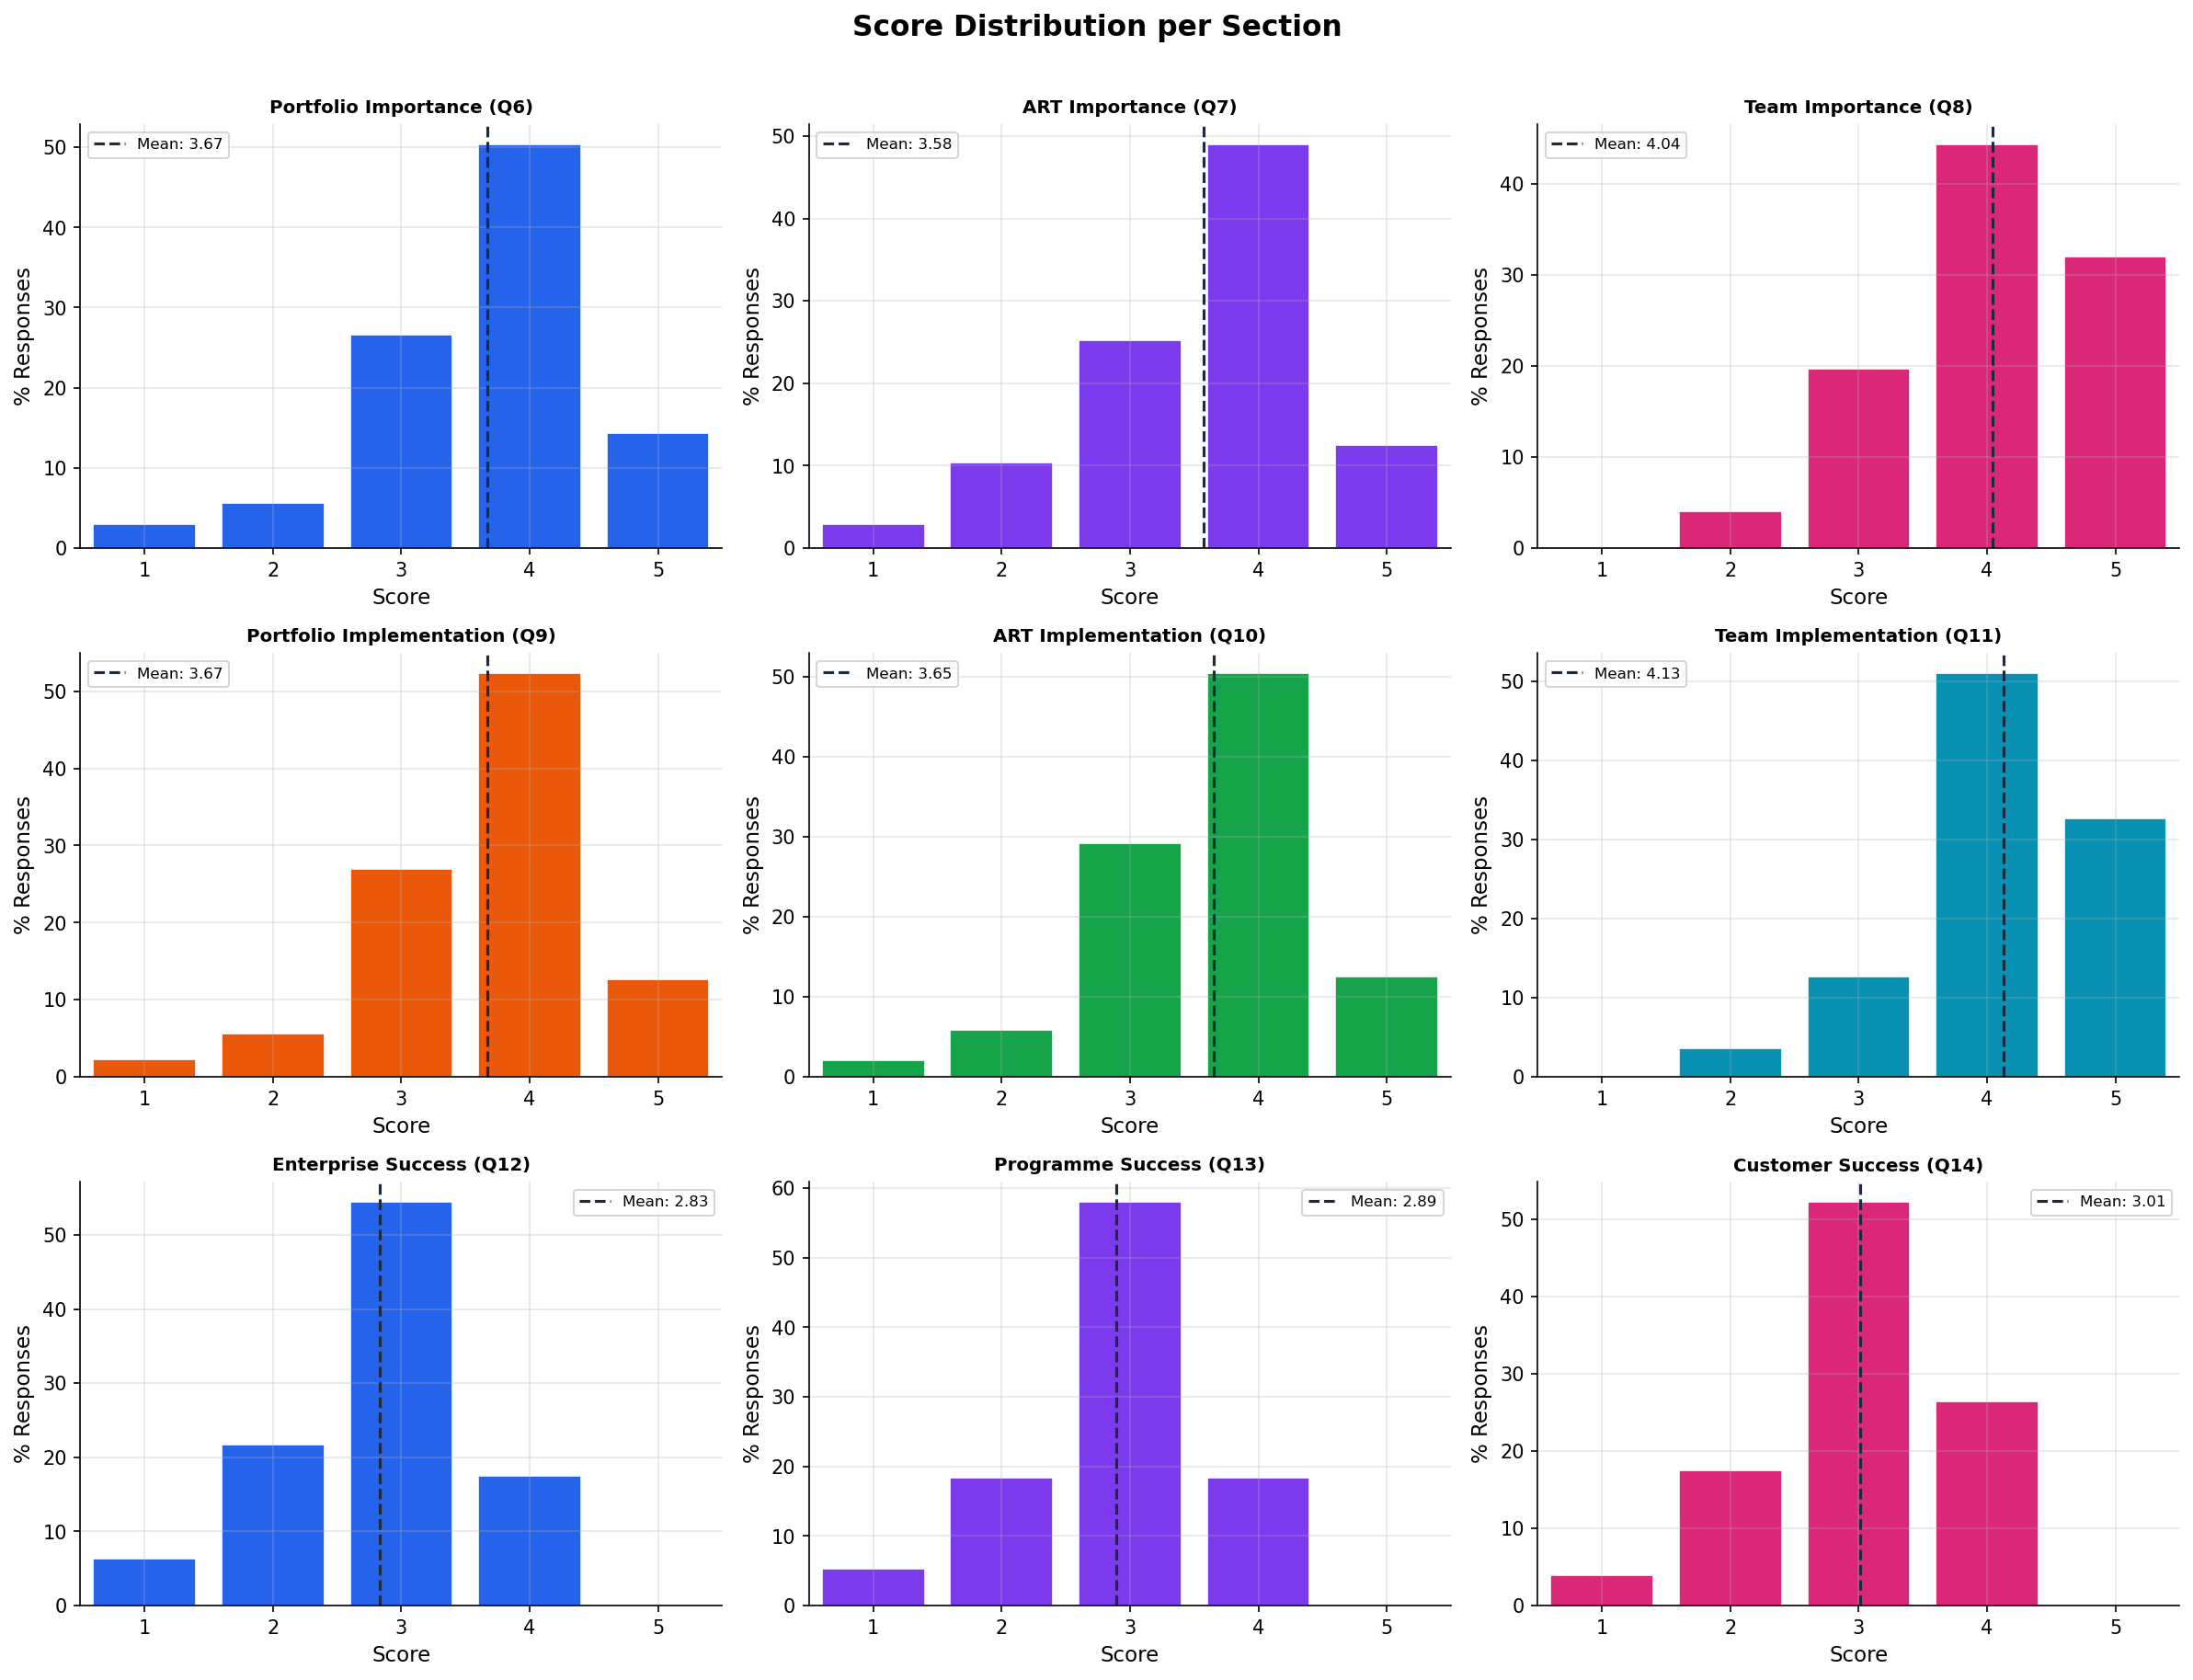 Score Distribution per Section
Portfolio Importance (Q6)
Mean: 3.67
50
40
30
20
10
0
% Responses
1 2 3 4 5
Score
ART Importance (Q7)
Mean: 3.58
50
40
30
20
10
0
% Responses
1 2 3 4 5
Score
Team Importance (Q8)
Mean: 4.04
40
30
20
10
0
% Responses
1 2 3 4 5
Score
Portfolio Implementation (Q9)
Mean: 3.67
50
40
30
20
10
0
% Responses
1 2 3 4 5
Score
ART Implementation (Q10)
Mean: 3.65
50
40
30
20
10
0
% Responses
1 2 3 4 5
Score
Team Implementation (Q11)
Mean: 4.13
50
40
30
20
10
0
% Responses
1 2 3 4 5
Score
Enterprise Success (Q12)
Mean: 2.83
50
40
30
20
10
0
% Responses
1 2 3 4 5
Score
Programme Success (Q13)
Mean: 2.89
60
50
40
30
20
10
0
% Responses
1 2 3 4 5
Score
Customer Success (Q14)
Mean: 3.01
50
40
30
20
10
0
% Responses
1 2 3 4 5
Score